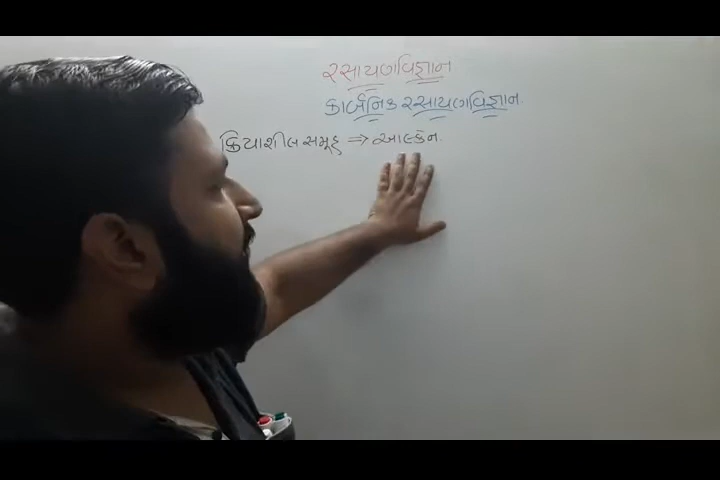 રસાયણવિજ્ઞાન
કાર્બનિક રસાયણવિજ્ઞાન.
ક્રિયાશીલ સમૂહ ⇒ આલ્કેન.